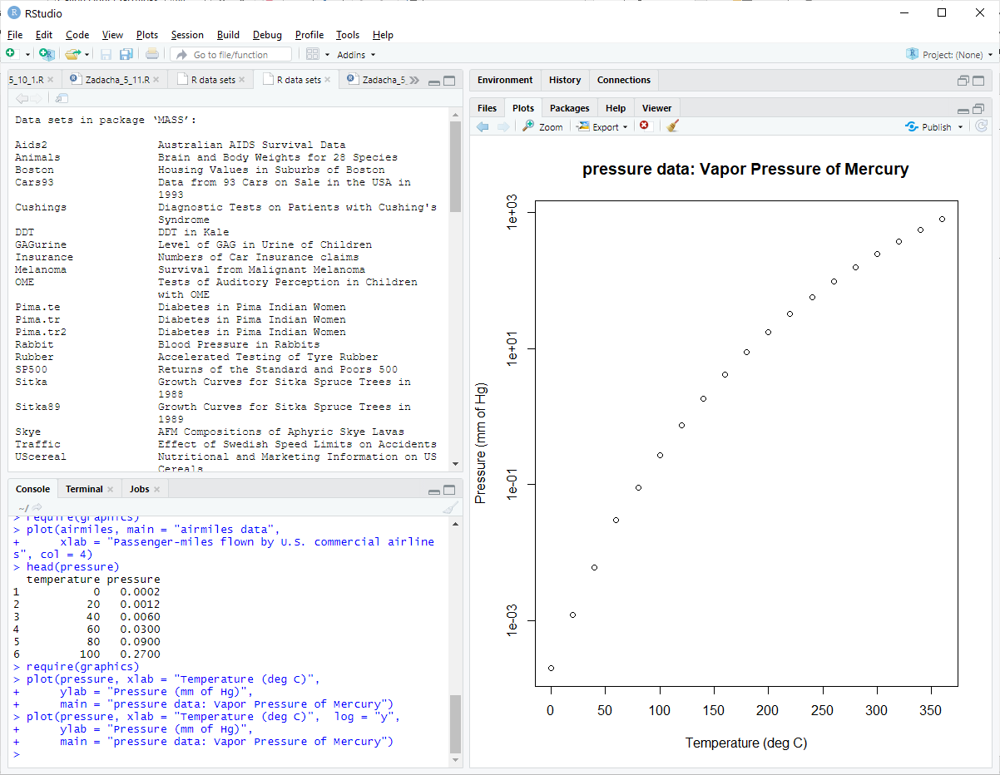 RStudio
File Edit Code View Plots Session Build Debug Profile Tools Help
Go to file/function Addins Project: (None)
5_10_1.R Zadacha_5_11.R R data sets R data sets Zadacha_5_
Data sets in package ‘MASS’:
Aids2 Australian AIDS Survival Data
Animals Brain and Body Weights for 28 Species
Boston Housing Values in Suburbs of Boston
Cars93 Data from 93 Cars on Sale in the USA in
1993
Cushings Diagnostic Tests on Patients with Cushing's
Syndrome
DDT DDT in Kale
GAGurine Level of GAG in Urine of Children
Insurance Numbers of Car Insurance claims
Melanoma Survival from Malignant Melanoma
OME Tests of Auditory Perception in Children
with OME
Pima.te Diabetes in Pima Indian Women
Pima.tr Diabetes in Pima Indian Women
Pima.tr2 Diabetes in Pima Indian Women
Rabbit Blood Pressure in Rabbits
Rubber Accelerated Testing of Tyre Rubber
SP500 Returns of the Standard and Poors 500
Sitka Growth Curves for Sitka Spruce Trees in
1988
Sitka89 Growth Curves for Sitka Spruce Trees in
1989
Skye AFM Compositions of Aphyric Skye Lavas
Traffic Effect of Swedish Speed Limits on Accidents
UScereal Nutritional and Marketing Information on US
Cereals
Console Terminal Jobs
~/
> require(graphics)
> plot(airmiles, main = "airmiles data",
+ xlab = "Passenger-miles flown by U.S. commercial airline
s", col = 4)
> head(pressure)
temperature pressure
1 0 0.0002
2 20 0.0012
3 40 0.0060
4 60 0.0300
5 80 0.0900
6 100 0.2700
> require(graphics)
> plot(pressure, xlab = "Temperature (deg C)",
+ ylab = "Pressure (mm of Hg)",
+ main = "pressure data: Vapor Pressure of Mercury")
> plot(pressure, xlab = "Temperature (deg C)", log = "y",
+ ylab = "Pressure (mm of Hg)",
+ main = "pressure data: Vapor Pressure of Mercury")
>
Environment History Connections
Files Plots Packages Help Viewer
Zoom Export Publish
pressure data: Vapor Pressure of Mercury
1e+03
1e+01
1e-01
1e-03
Pressure (mm of Hg)
0 50 100 150 200 250 300 350
Temperature (deg C)